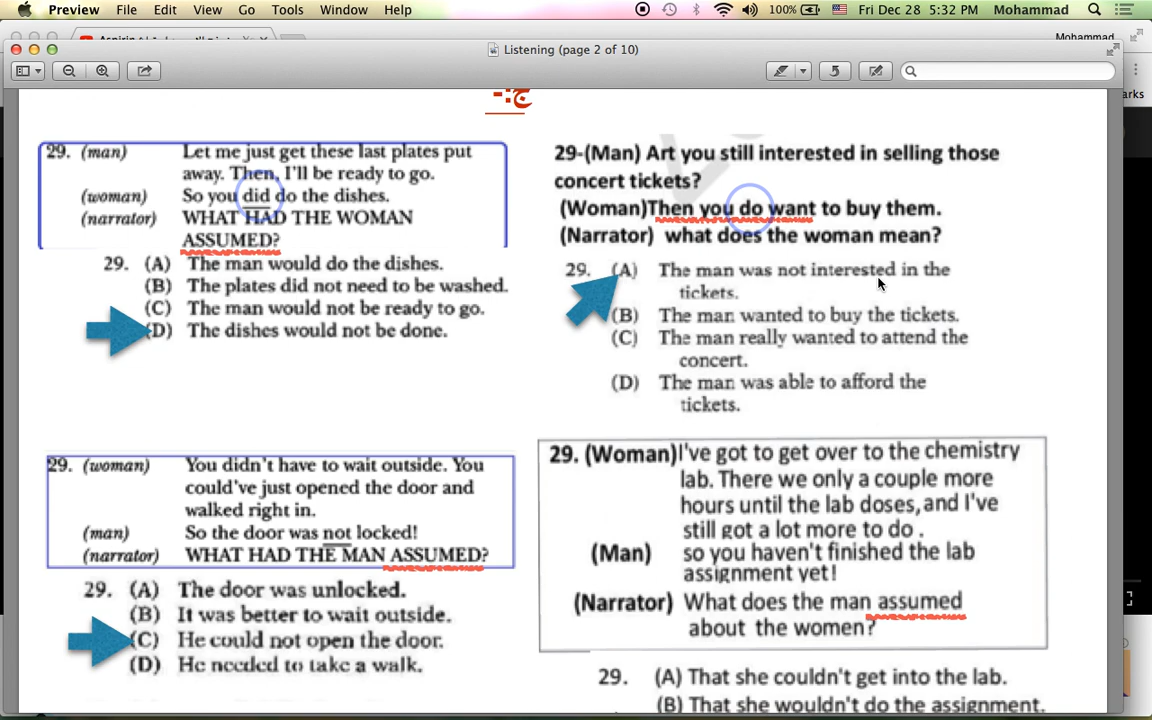 Preview File Edit View Go Tools Window Help 100% Fri Dec 28 5:32 PM Mohammad
Mohammad
Listening (page 2 of 10)
arks
ج:-
29. (man) Let me just get these last plates put
away. Then, I'll be ready to go.
(woman) So you did do the dishes.
(narrator) WHAT HAD THE WOMAN
ASSUMED?
29. (A) The man would do the dishes.
(B) The plates did not need to be washed.
(C) The man would not be ready to go.
(D) The dishes would not be done.
29-(Man) Art you still interested in selling those
concert tickets?
(Woman)Then you do want to buy them.
(Narrator) what does the woman mean?
29. (A) The man was not interested in the
tickets.
(B) The man wanted to buy the tickets.
(C) The man really wanted to attend the
concert.
(D) The man was able to afford the
tickets.
29. (woman) You didn't have to wait outside. You
could've just opened the door and
walked right in.
(man) So the door was not locked!
(narrator) WHAT HAD THE MAN ASSUMED?
29. (A) The door was unlocked.
(B) It was better to wait outside.
(C) He could not open the door.
(D) He needed to take a walk.
29. (Woman)I've got to get over to the chemistry
lab. There we only a couple more
hours until the lab doses, and I've
still got a lot more to do .
(Man) so you haven't finished the lab
assignment yet!
(Narrator) What does the man assumed
about the women?
29. (A) That she couldn't get into the lab.
(B) That she wouldn't do the assignment.